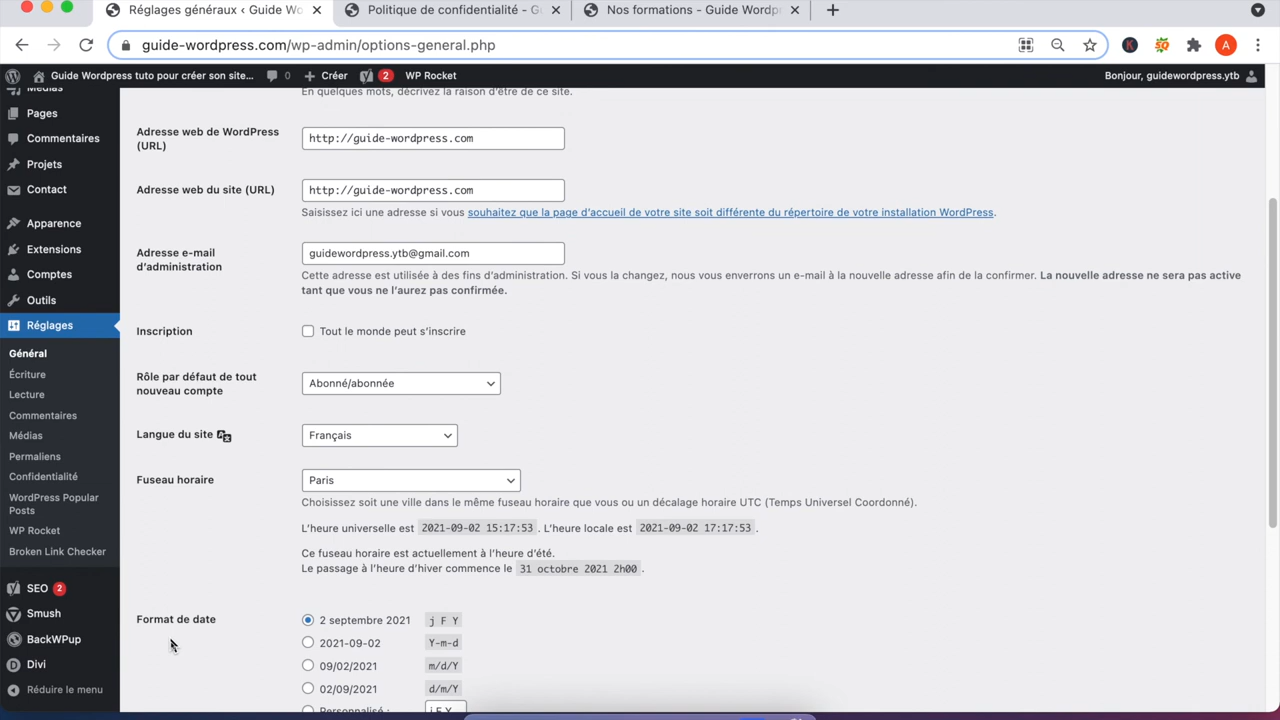 Réglages généraux ‹ Guide Wo
Politique de confidentialité - G
Nos formations - Guide Wordpr
guide-wordpress.com/wp-admin/options-general.php
A
Guide Wordpress tuto pour créer son site...
0
Créer
2
WP Rocket
Bonjour, guidewordpress.ytb
Médias
Pages
Commentaires
Projets
Contact
Apparence
Extensions
Comptes
Outils
Réglages
Général
Écriture
Lecture
Commentaires
Médias
Permaliens
Confidentialité
WordPress Popular
Posts
WP Rocket
Broken Link Checker
SEO 2
Smush
BackWPup
Divi
Réduire le menu
En quelques mots, décrivez la raison d'être de ce site.
Adresse web de WordPress
(URL)
http://guide-wordpress.com
Adresse web du site (URL)
http://guide-wordpress.com
Saisissez ici une adresse si vous souhaitez que la page d'accueil de votre site soit différente du répertoire de votre installation WordPress.
Adresse e-mail
d'administration
guidewordpress.ytb@gmail.com
Cette adresse est utilisée à des fins d'administration. Si vous la changez, nous vous enverrons un e-mail à la nouvelle adresse afin de la confirmer. La nouvelle adresse ne sera pas active
tant que vous ne l'aurez pas confirmée.
Inscription
Tout le monde peut s'inscrire
Rôle par défaut de tout
nouveau compte
Abonné/abonnée
Langue du site
Français
Fuseau horaire
Paris
Choisissez soit une ville dans le même fuseau horaire que vous ou un décalage horaire UTC (Temps Universel Coordonné).
L'heure universelle est 2021-09-02 15:17:53. L'heure locale est 2021-09-02 17:17:53.
Ce fuseau horaire est actuellement à l'heure d'été.
Le passage à l'heure d'hiver commence le 31 octobre 2021 2h00.
Format de date
2 septembre 2021 j F Y
2021-09-02 Y-m-d
09/02/2021 m/d/Y
02/09/2021 d/m/Y
Personnalisé : j F Y